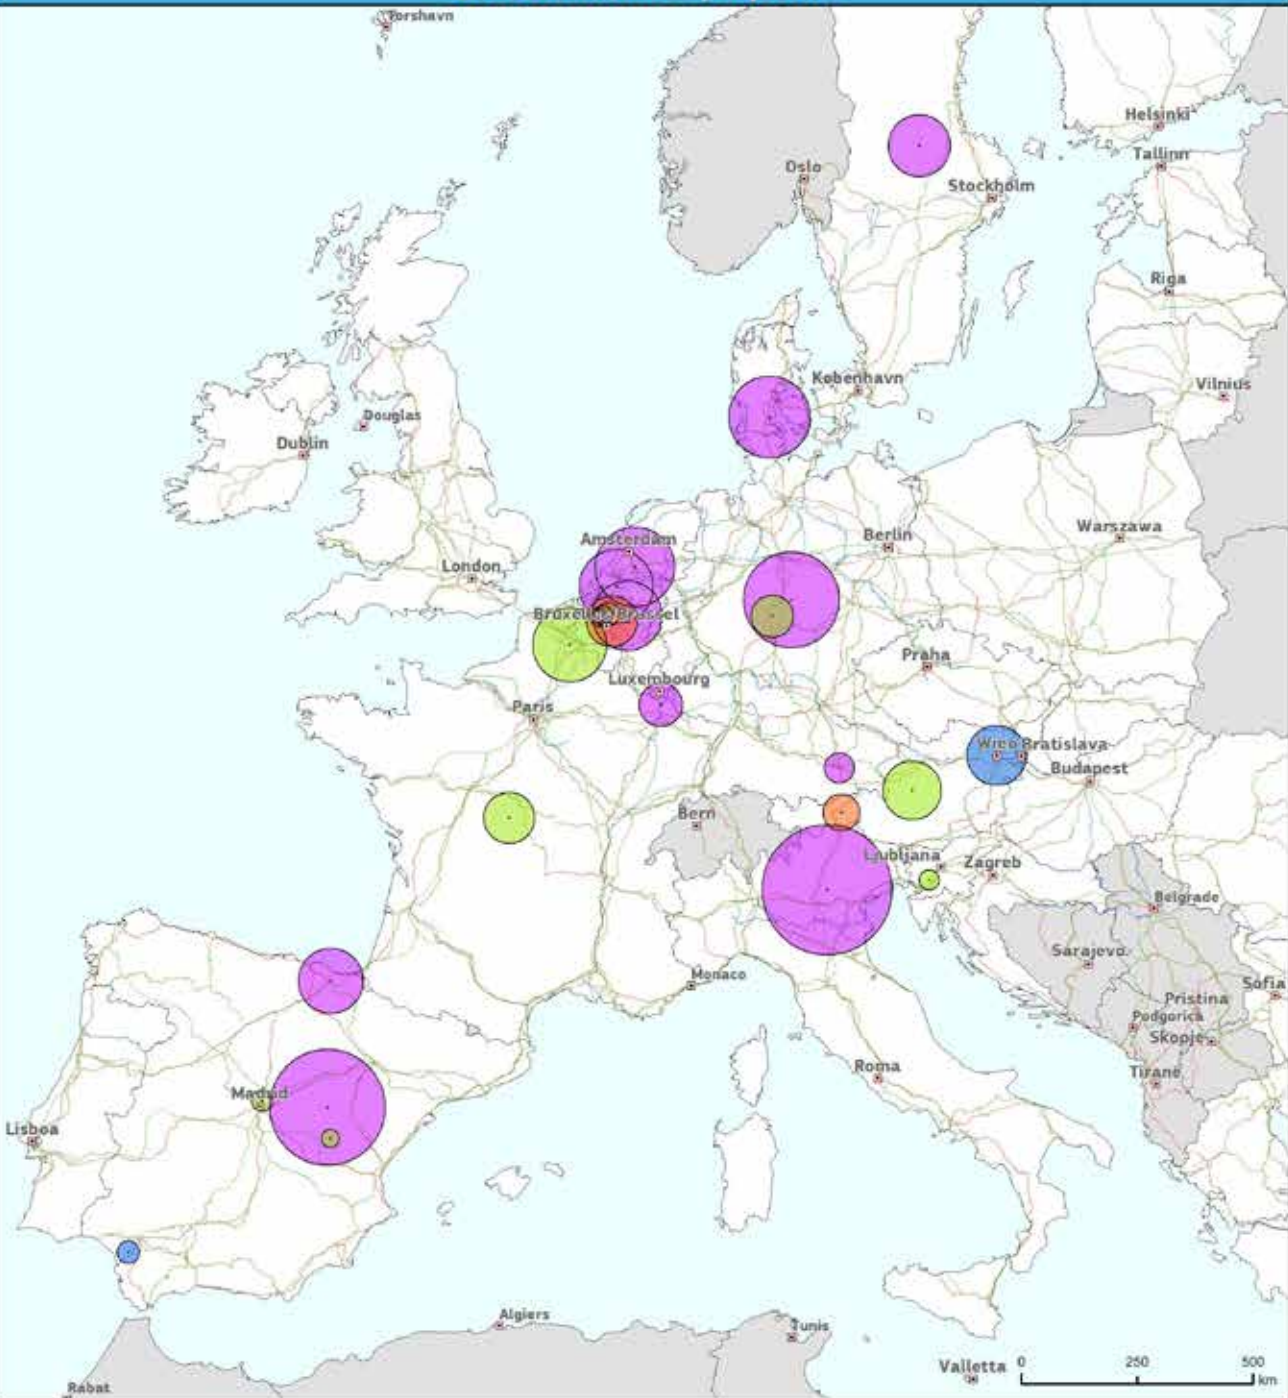 Torshavn
Helsinki
Tallinn
Oslo
Stockholm
Riga
København
Vilnius
Douglas
Dublin
Amsterdam
Berlin
Warszawa
London
Praha
Luxembourg
Paris
Wien Bratislava
Budapest
Bern
Ljubljana
Zagreb
Belgrade
Sarajevo
Monaco
Sofia
Pristina
Podgorica
Skopje
Roma
Tirane
Madrid
Lisboa
Algiers
Tunis
Valletta
0 250 500
km
Rabat